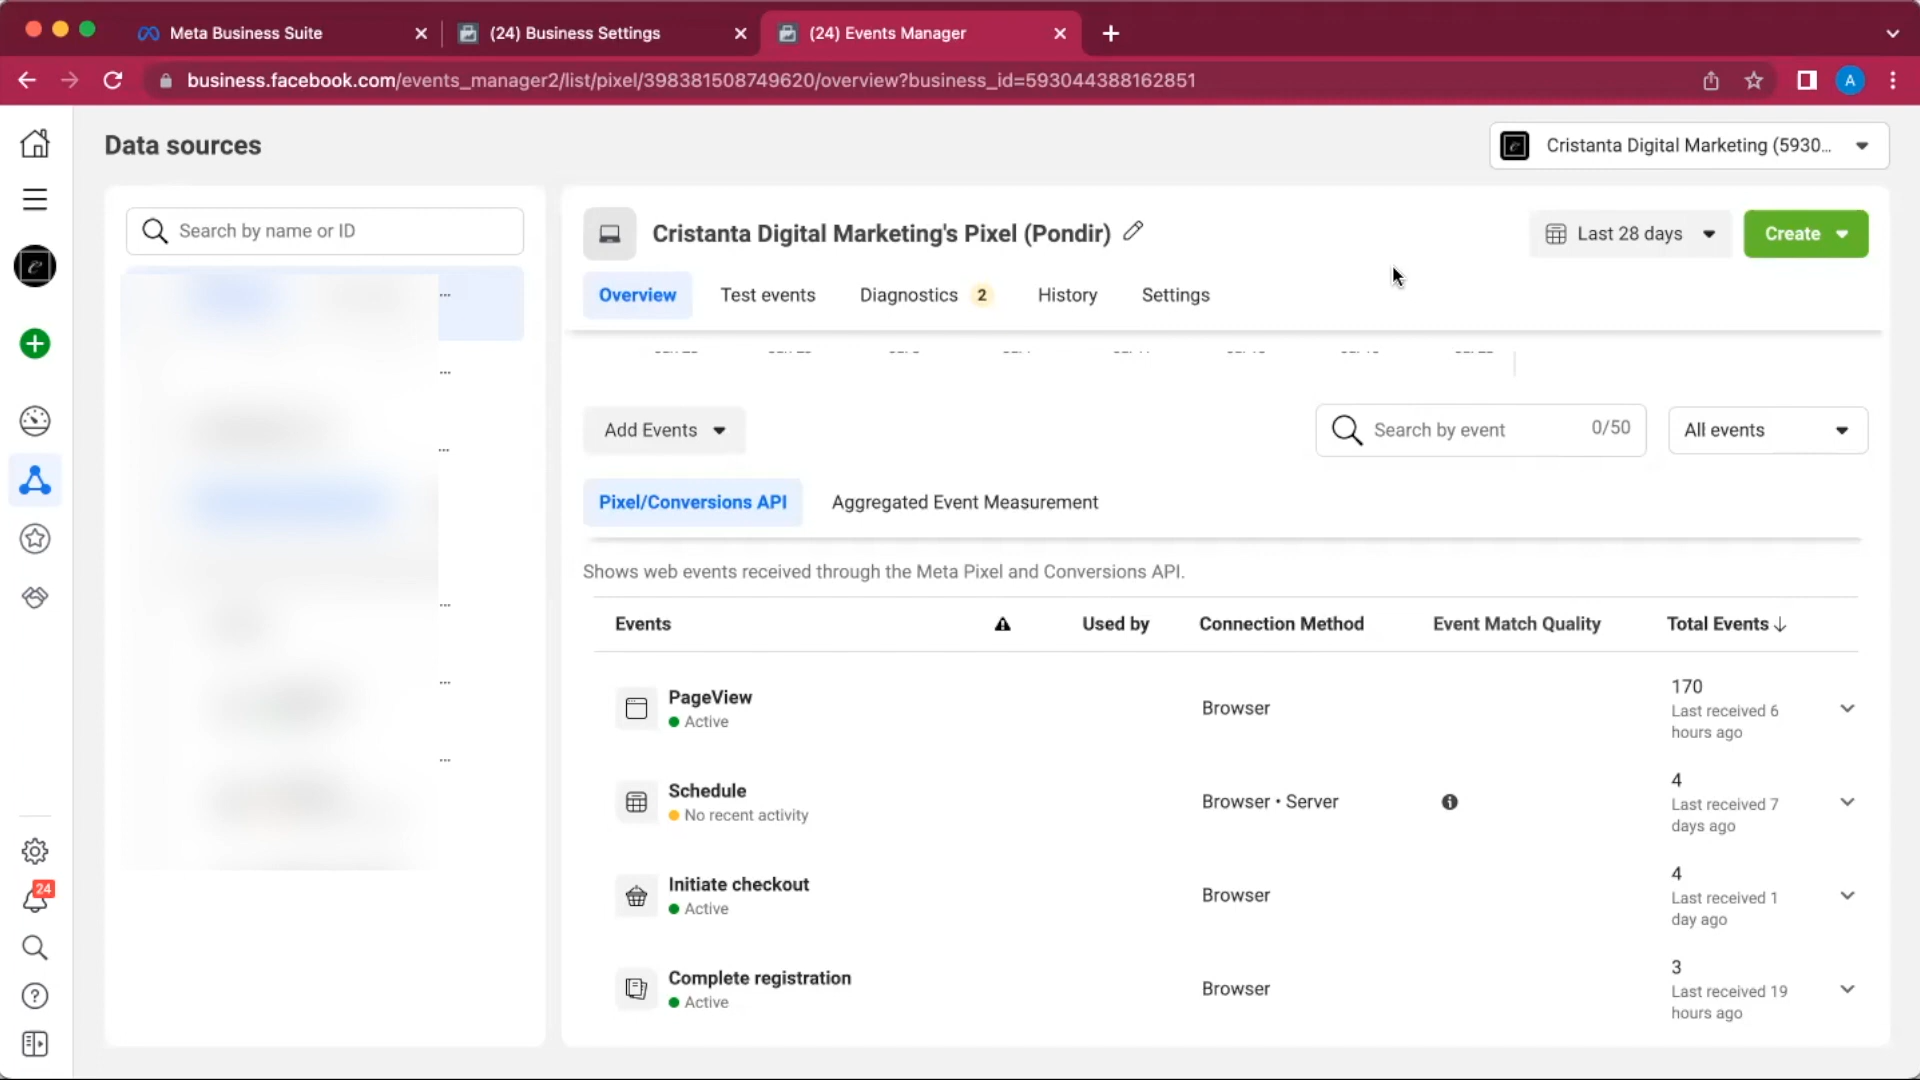 Meta Business Suite
(24) Business Settings
(24) Events Manager
business.facebook.com/events_manager2/list/pixel/398381508749620/overview?business_id=593044388162851
A
Data sources
Cristanta Digital Marketing (5930...
Search by name or ID
Cristanta Digital Marketing's Pixel (Pondir)
Last 28 days
Create
Overview
Test events
Diagnostics 2
History
Settings
Add Events
Search by event 0/50
All events
Pixel/Conversions API
Aggregated Event Measurement
Shows web events received through the Meta Pixel and Conversions API.
Events
Used by
Connection Method
Event Match Quality
Total Events
PageView
Active
Browser
170
Last received 6
hours ago
Schedule
No recent activity
Browser • Server
4
Last received 7
days ago
Initiate checkout
Active
Browser
4
Last received 1
day ago
Complete registration
Active
Browser
3
Last received 19
hours ago
24